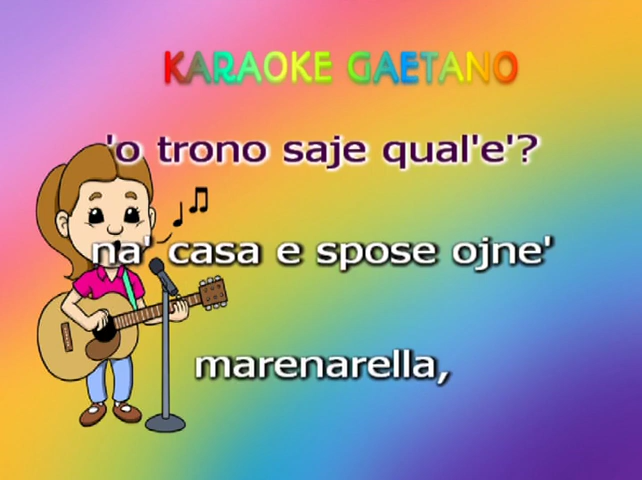 KARAOKE GAETANO
'o trono saje qual'e'?
na' casa e spose ojne'
marenarella,